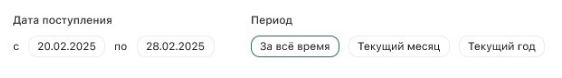 Дата поступления Период
с 20.02.2025 по 28.02.2025 За всё время Текущий месяц Текущий год